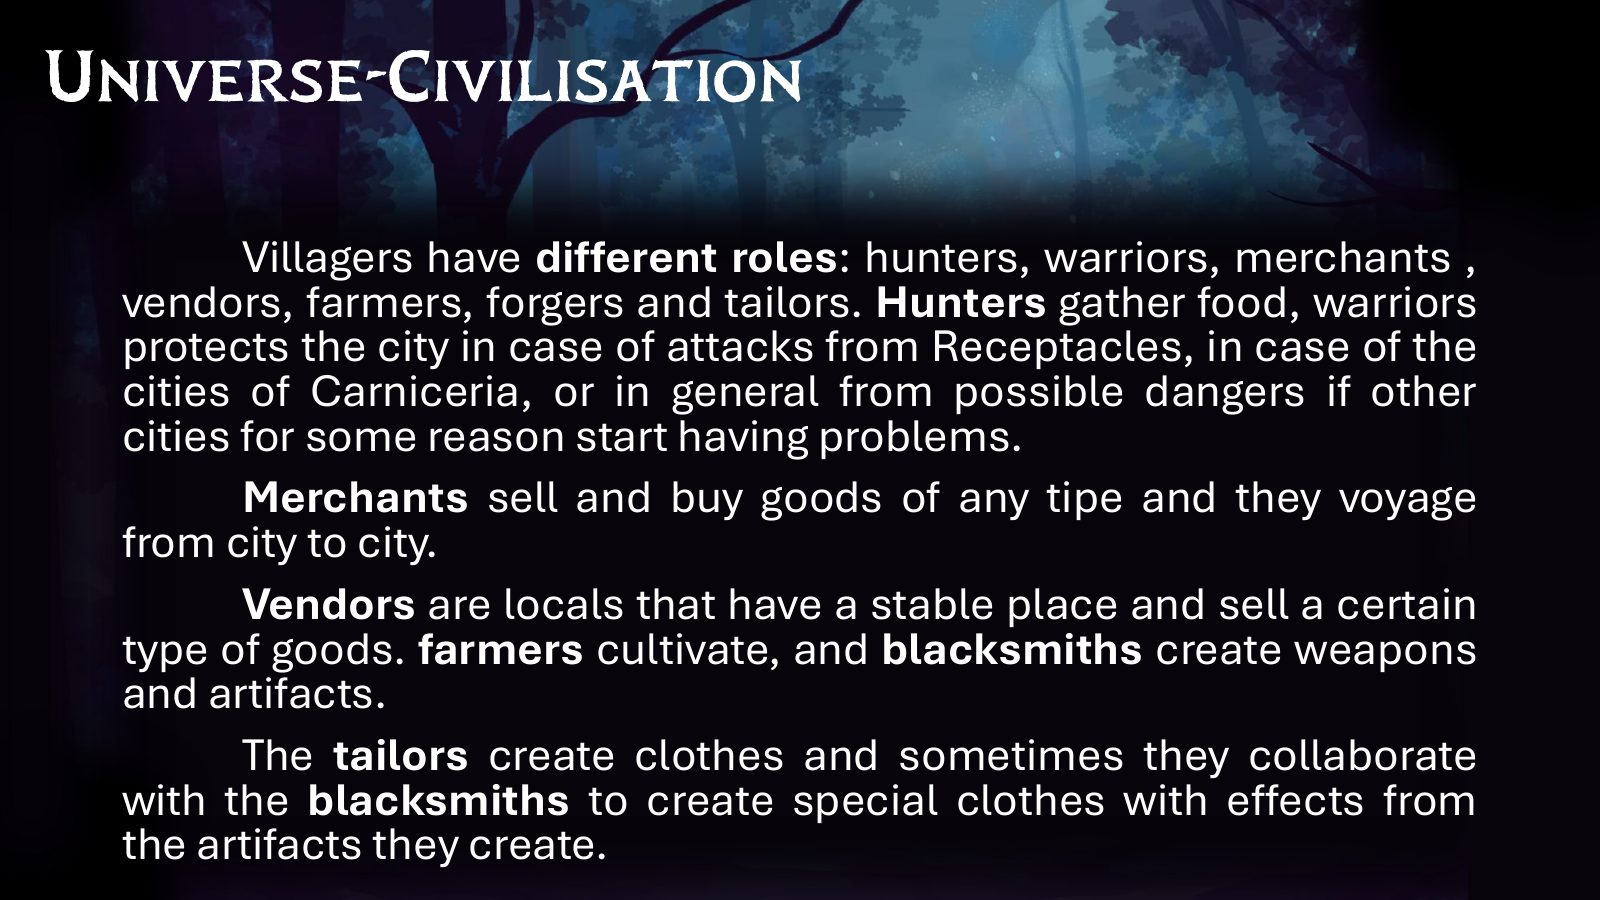 Universe-Civilisation
Villagers have different roles: hunters, warriors, merchants ,
vendors, farmers, forgers and tailors. Hunters gather food, warriors
protects the city in case of attacks from Receptacles, in case of the
cities of Carniceria, or in general from possible dangers if other
cities for some reason start having problems.
Merchants sell and buy goods of any tipe and they voyage
from city to city.
Vendors are locals that have a stable place and sell a certain
type of goods. farmers cultivate, and blacksmiths create weapons
and artifacts.
The tailors create clothes and sometimes they collaborate
with the blacksmiths to create special clothes with effects from
the artifacts they create.